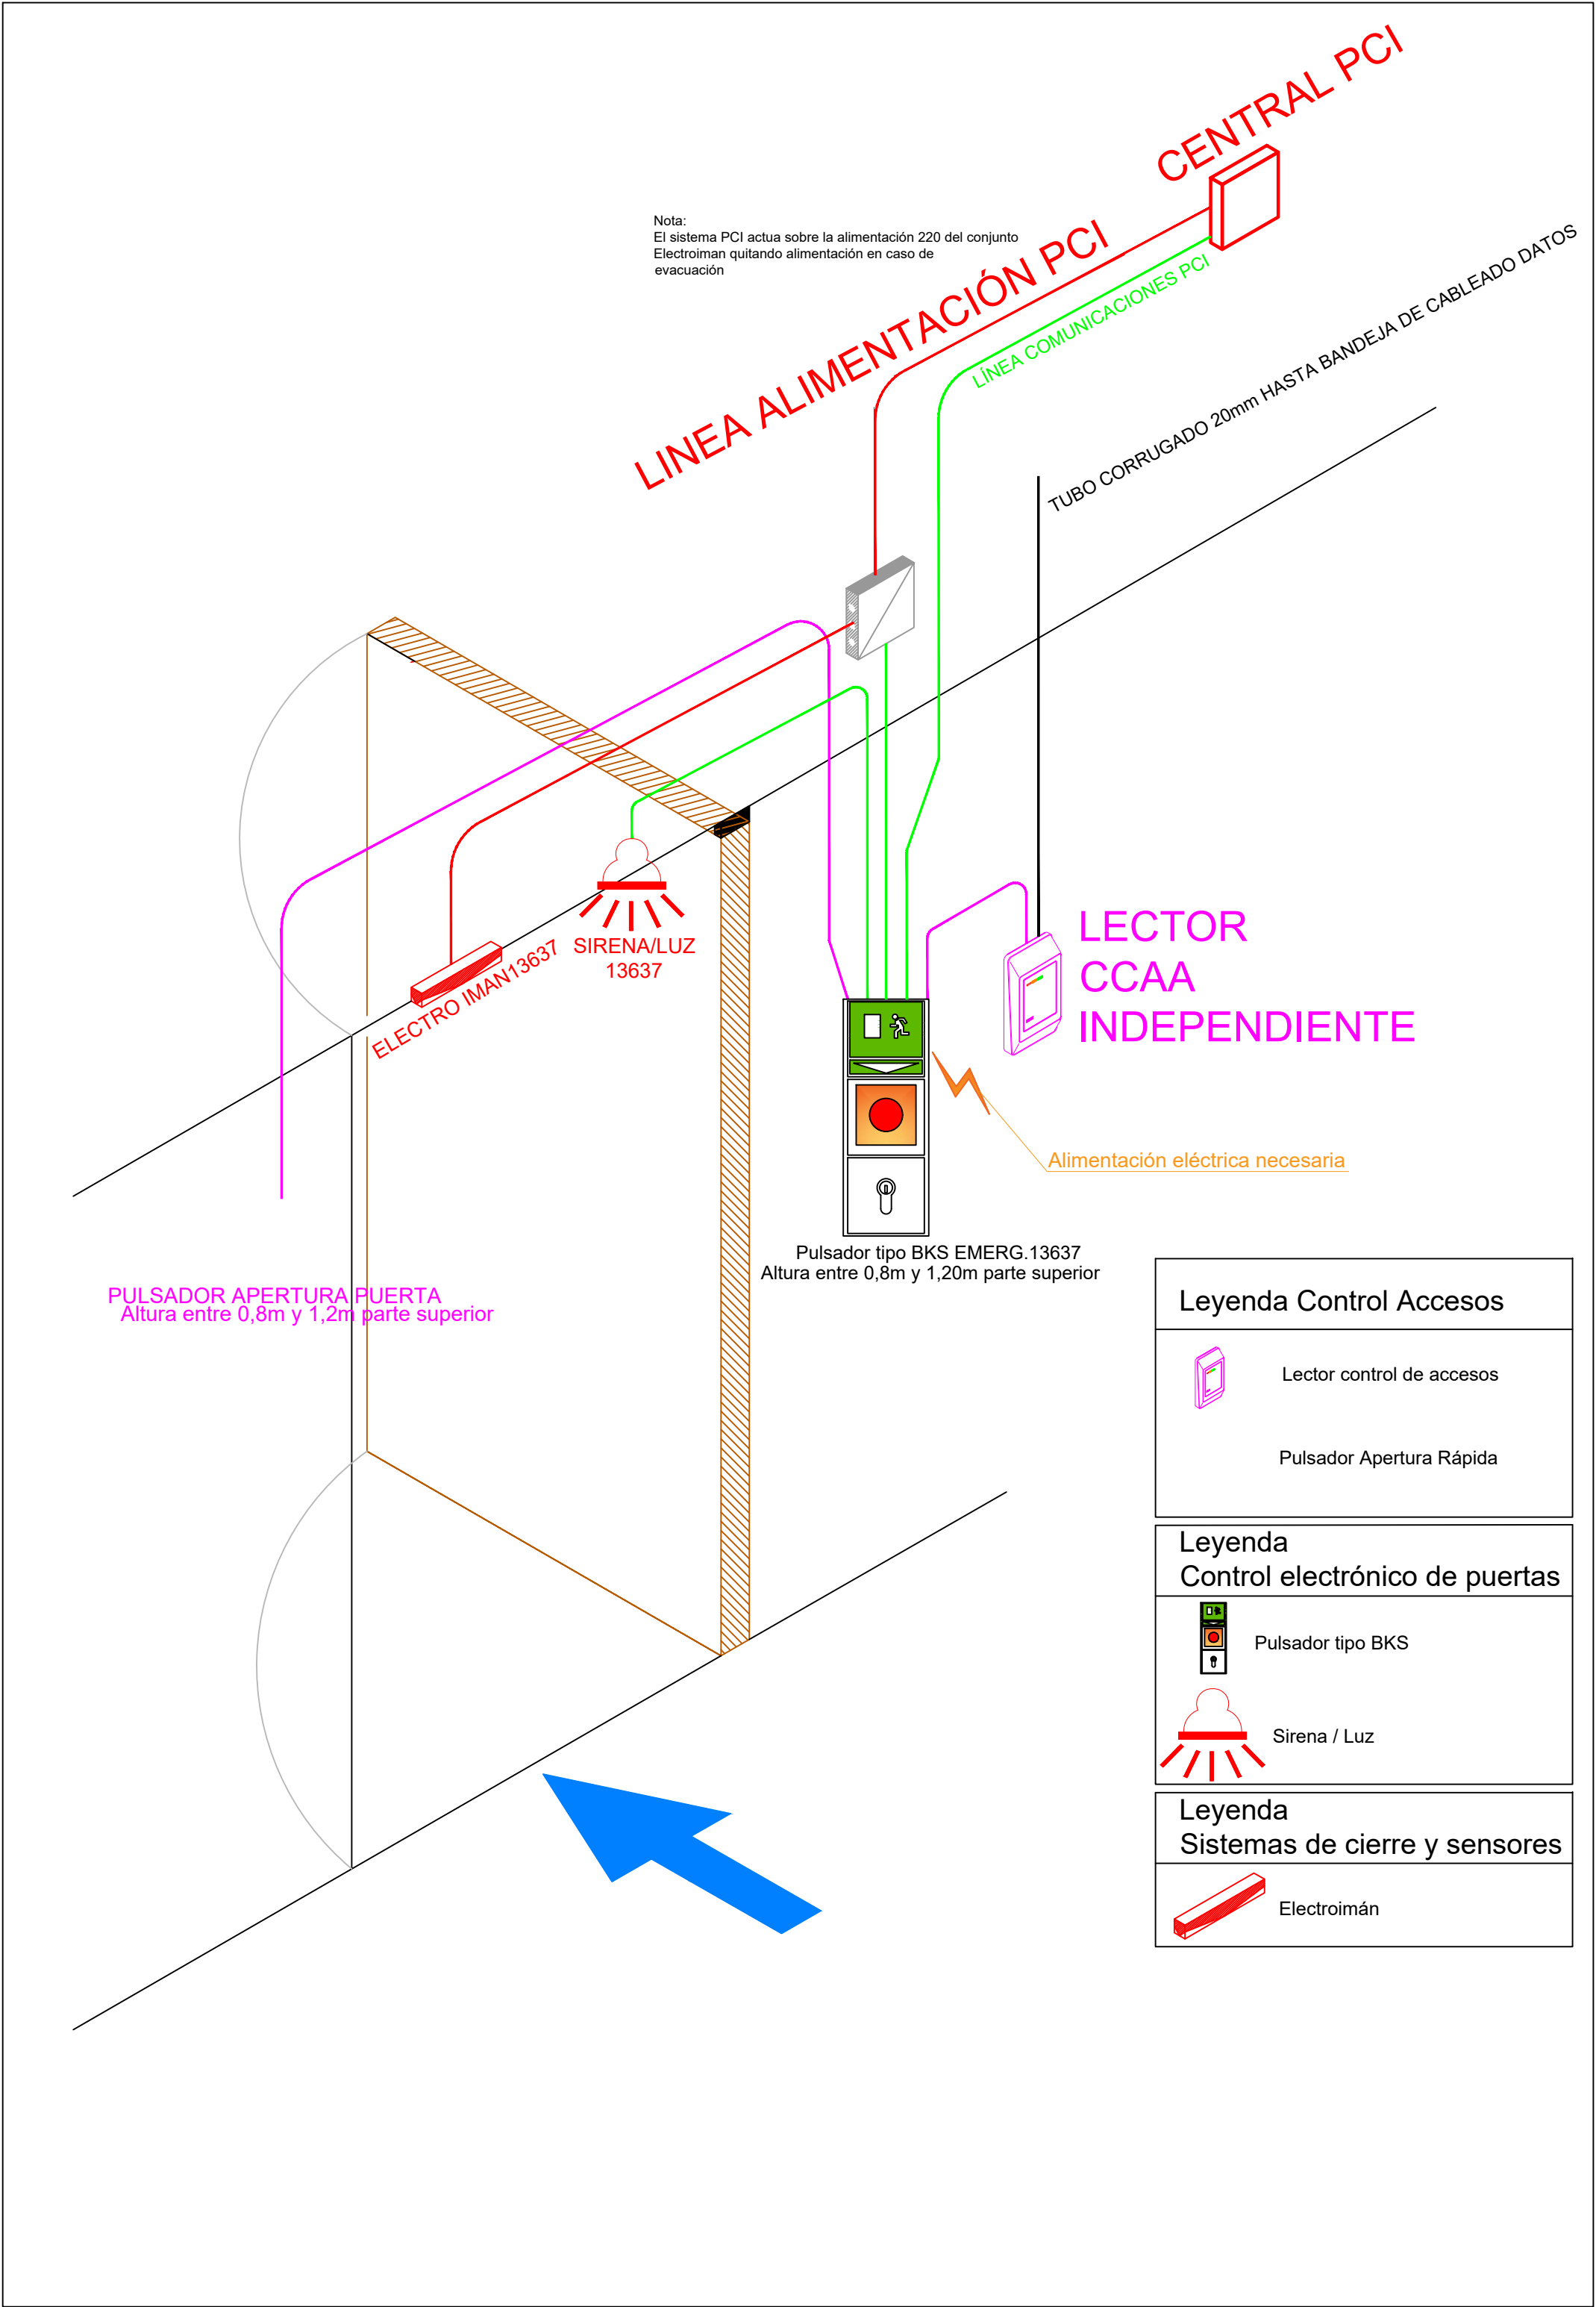 CENTRAL PCI
Nota:
El sistema PCI actua sobre la alimentación 220 del conjunto
Electroiman quitando alimentación en caso de
evacuación
LINEA ALIMENTACIÓN PCI
LÍNEA COMUNICACIONES PCI
TUBO CORRUGADO 20mm HASTA BANDEJA DE CABLEADO DATOS
ELECTRO IMAN13637
SIRENA/LUZ
13637
LECTOR
CCAA
INDEPENDIENTE
Alimentación eléctrica necesaria
Pulsador tipo BKS EMERG.13637
Altura entre 0,8m y 1,20m parte superior
PULSADOR APERTURA PUERTA
Altura entre 0,8m y 1,2m parte superior
Leyenda Control Accesos
Lector control de accesos
Pulsador Apertura Rápida
Leyenda
Control electrónico de puertas
Pulsador tipo BKS
Sirena / Luz
Leyenda
Sistemas de cierre y sensores
Electroimán